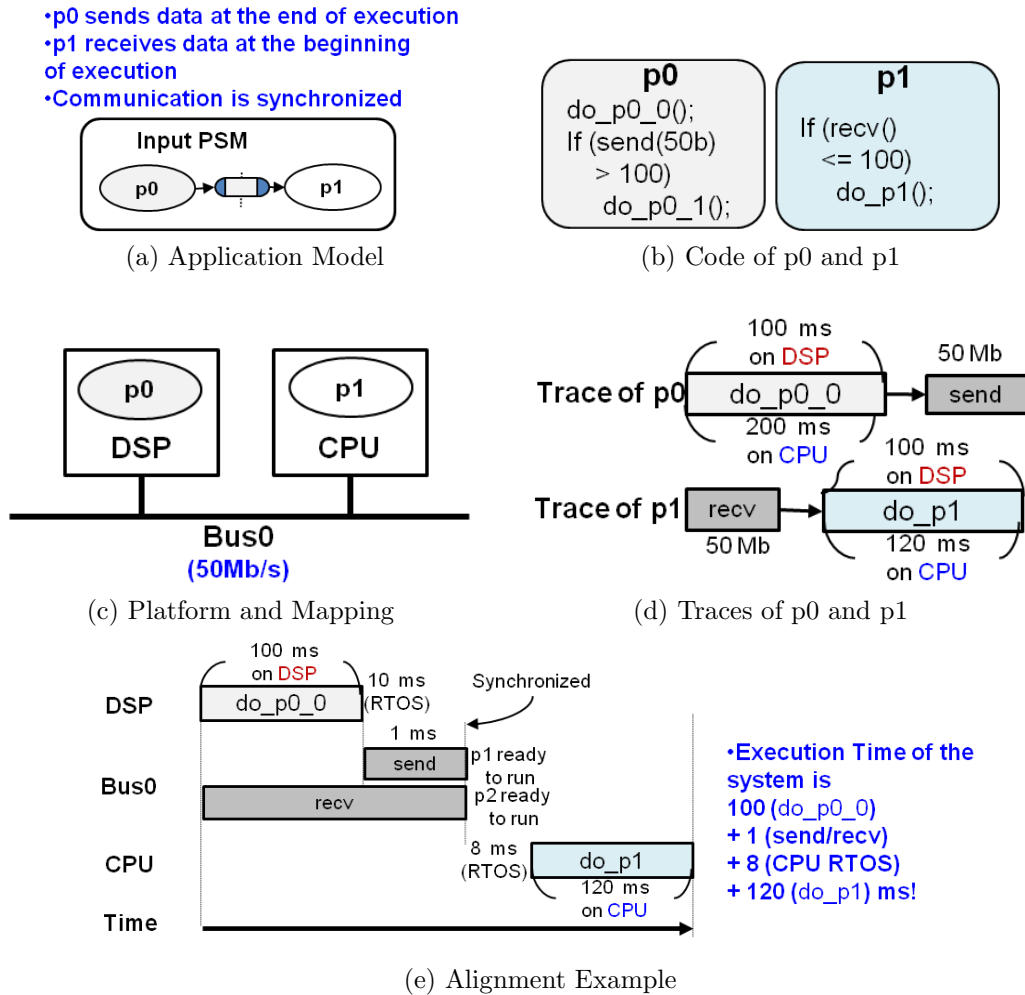 •p0 sends data at the end of execution
•p1 receives data at the beginning
of execution
•Communication is synchronized
Input PSM
p0
p1
(a) Application Model
p0
do_p0_0();
If (send(50b)
> 100)
do_p0_1();
p1
If (recv()
<= 100)
do_p1();
(b) Code of p0 and p1
p0
DSP
p1
CPU
Bus0
(50Mb/s)
(c) Platform and Mapping
100 ms
on DSP
50 Mb
Trace of p0
do_p0_0
send
200 ms
on CPU
100 ms
on DSP
Trace of p1
recv
do_p1
50 Mb
120 ms
on CPU
(d) Traces of p0 and p1
100 ms
on DSP
DSP
do_p0_0
10 ms
(RTOS)
Synchronized
1 ms
Bus0
send
p1 ready
to run
recv
p2 ready
to run
CPU
8 ms
(RTOS)
do_p1
120 ms
on CPU
Time
•Execution Time of the
system is
100 (do_p0_0)
+ 1 (send/recv)
+ 8 (CPU RTOS)
+ 120 (do_p1) ms!
(e) Alignment Example